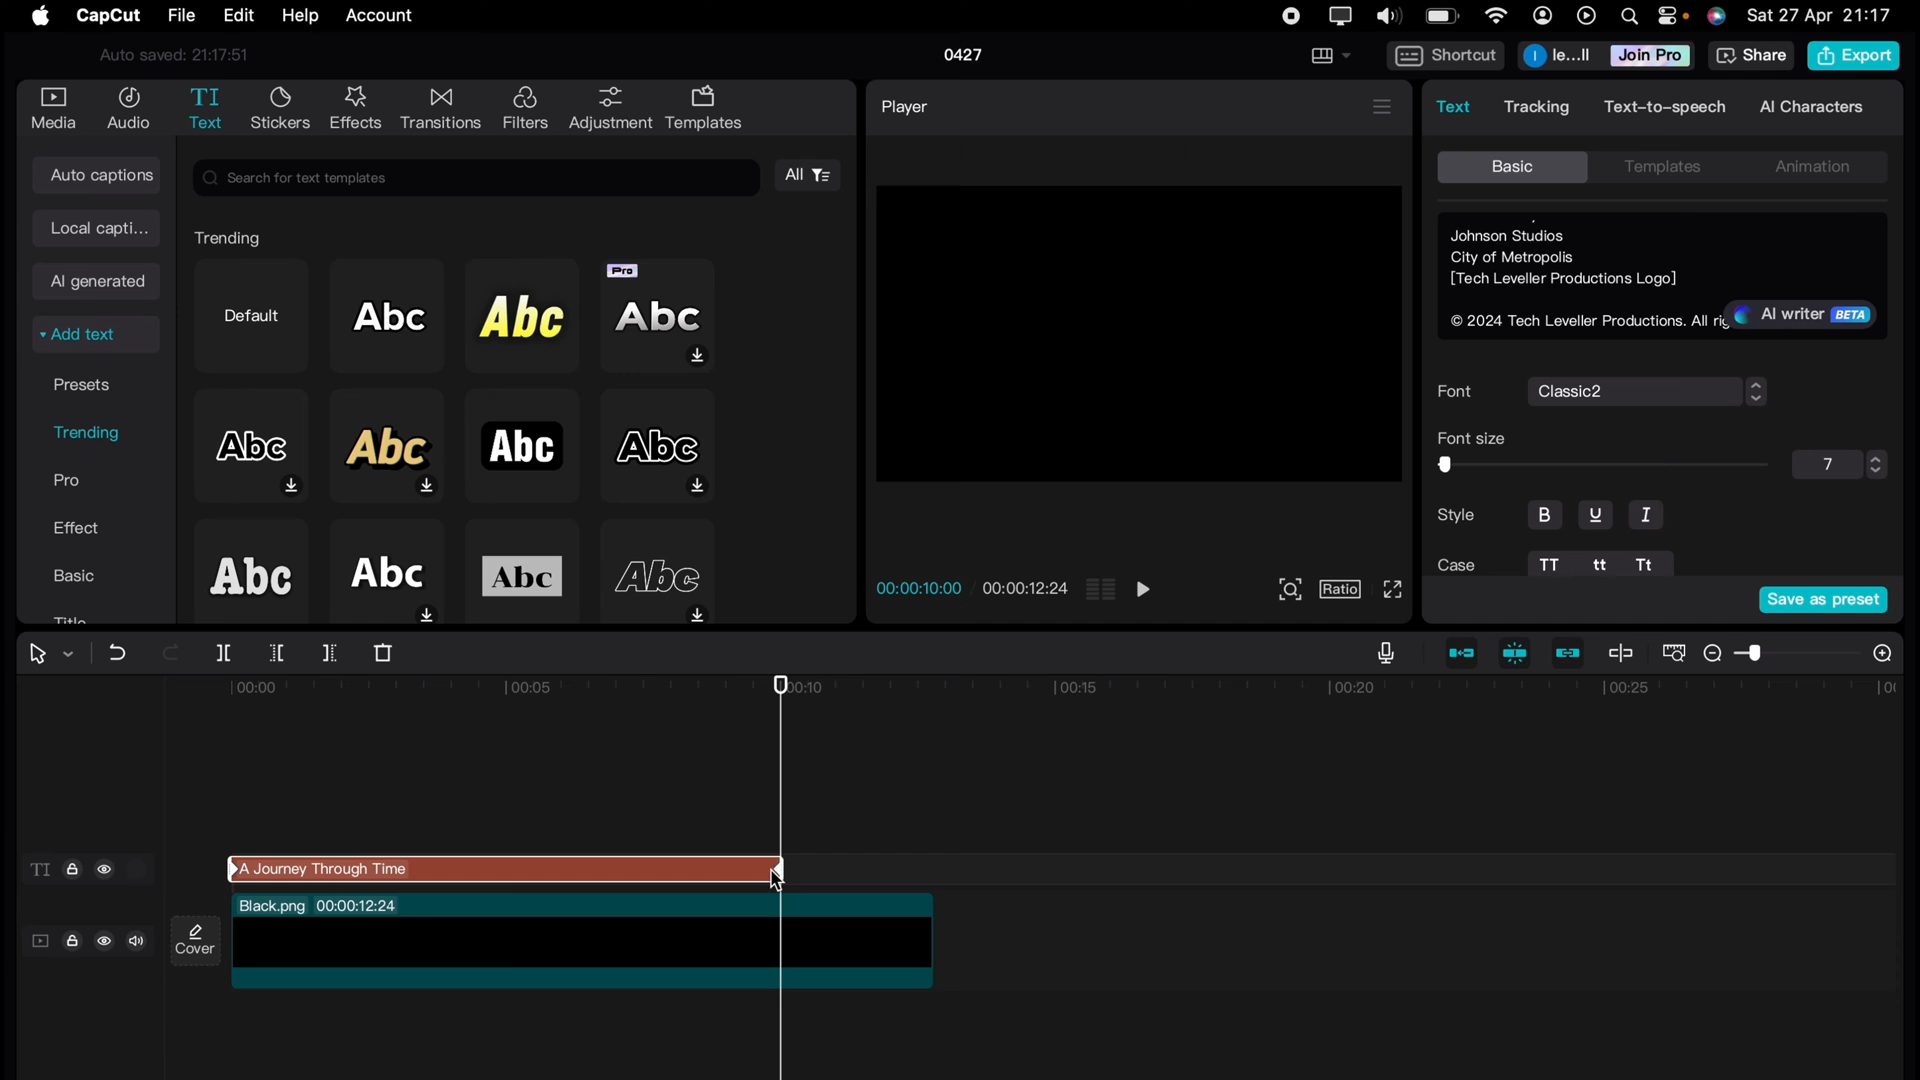 CapCut File Edit Help Account Sat 27 Apr 21:17
Auto saved: 21:17:51 0427 Shortcut le...ll Join Pro Share Export
Media Audio TI Text Stickers Effects Transitions Filters Adjustment Templates
Player
Text Tracking Text-to-speech AI Characters
Auto captions
Local capti...
AI generated
Add text
Presets
Trending
Pro
Effect
Basic
Title
Search for text templates All
Trending
Default Abc Abc Pro Abc
Abc Abc Abc Abc
Abc Abc Abc Abc
00:00:10:00 00:00:12:24 Ratio
Basic Templates Animation
Johnson Studios
City of Metropolis
[Tech Leveller Productions Logo]
© 2024 Tech Leveller Productions. All rig
AI writer BETA
Font Classic2
Font size
7
Style B U I
Case TT tt Tt
Save as preset
00:00 00:05 00:10 00:15 00:20 00:25
TI A Journey Through Time
Black.png 00:00:12:24
Cover